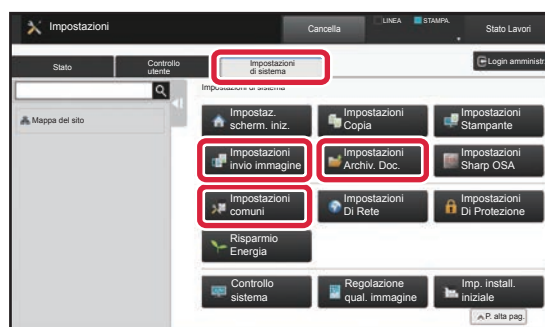 Impostazioni
Cancella
LINEA
STAMPA.
Stato Lavori
Stato
Controllo
utente
Impostazioni
di sistema
Login amministr.
Impostazioni di sistema
Mappa del sito
Impostaz.
scherm. iniz.
Impostazioni
Copia
Impostazioni
Stampante
Impostazioni
invio immagine
Impostazioni
Archiv. Doc.
Impostazioni
Sharp OSA
Impostazioni
comuni
Impostazioni
Di Rete
Impostazioni
Di Protezione
Risparmio
Energia
Controllo
sistema
Regolazione
qual. immagine
Imp. install.
iniziale
P. alta pag.